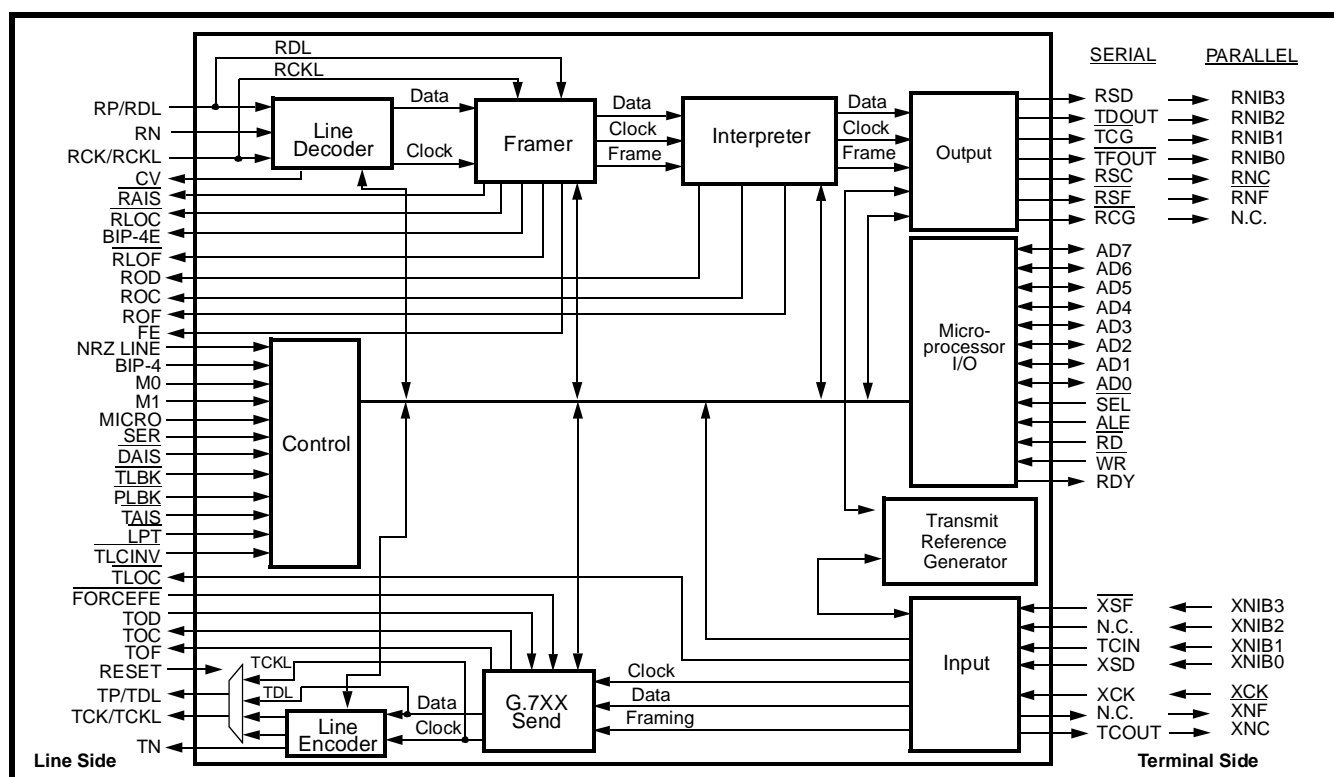 SERIAL PARALLEL
RDL
RCKL
RP/RDL
RN
RCK/RCKL
CV
RAIS
RLOC
BIP-4E
RLOF
ROD
ROC
ROF
FE
NRZ LINE
BIP-4
M0
M1
MICRO
SER
DAIS
TLBK
PLBK
TAIS
LPT
TLCINV
TLOC
FORCEFE
TOD
TOC
TOF
RESET
TP/TDL
TCK/TCKL
TN
Line Side
Line
Decoder
Data
Clock
Framer
Data
Clock
Frame
Interpreter
Data
Clock
Frame
Output
Control
Micro-
processor
I/O
Transmit
Reference
Generator
Input
Clock
Data
Framing
G.7XX
Send
Data
Clock
TCKL
TDL
Line
Encoder
RSD RNIB3
TDOUT RNIB2
TCG RNIB1
TFOUT RNIB0
RSC RNC
RSF RNF
RCG N.C.
AD7
AD6
AD5
AD4
AD3
AD2
AD1
AD0
SEL
ALE
RD
WR
RDY
XSF XNIB3
N.C. XNIB2
TCIN XNIB1
XSD XNIB0
XCK XCK
N.C. XNF
TCOUT XNC
Terminal Side